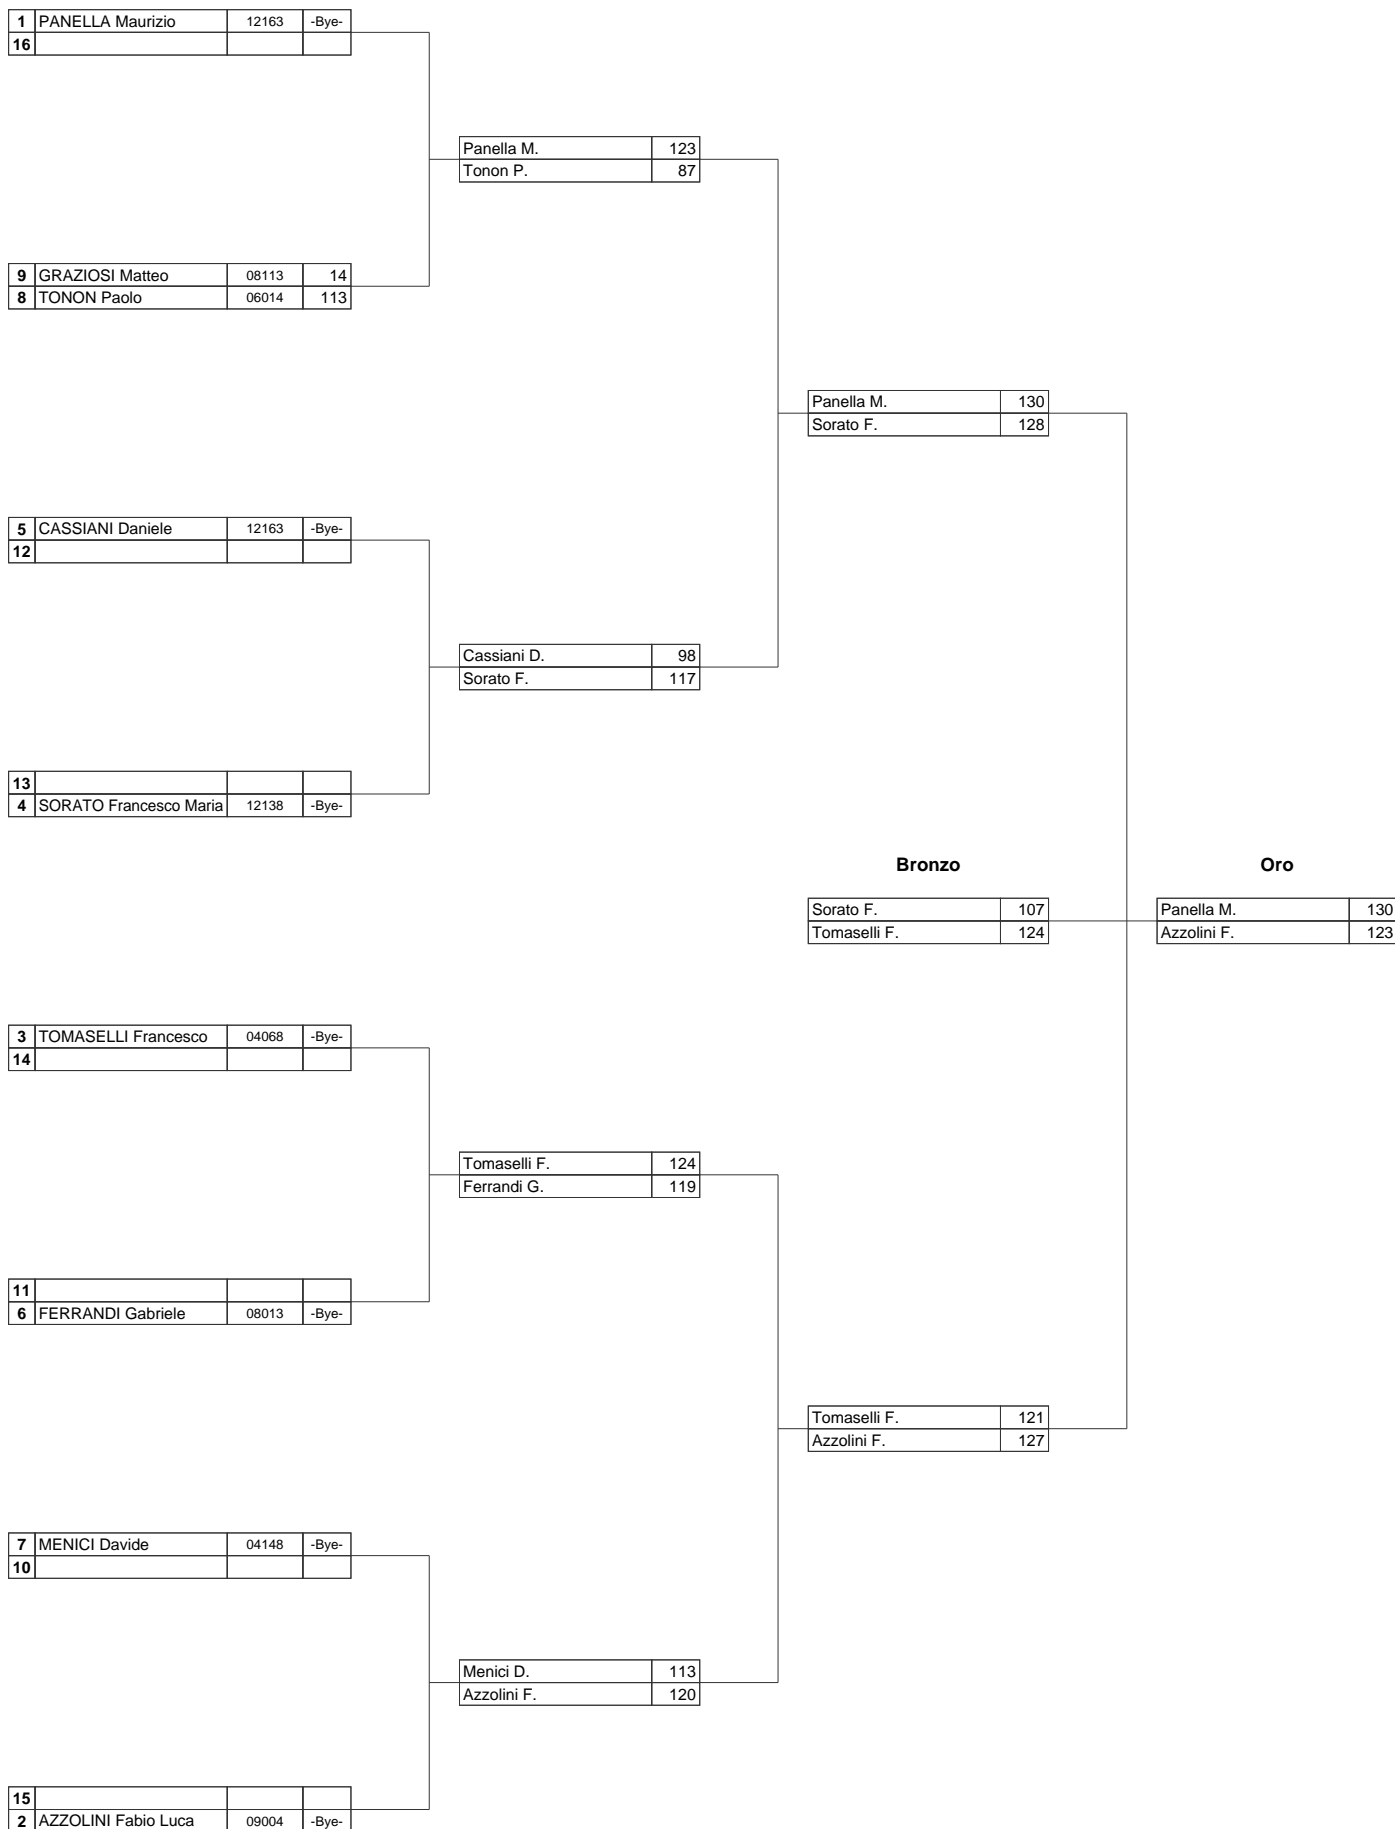 1 PANELLA Maurizio 12163 -Bye-
16
Panella M. 123
Tonon P. 87
9 GRAZIOSI Matteo 08113 14
8 TONON Paolo 06014 113
Panella M. 130
Sorato F. 128
5 CASSIANI Daniele 12163 -Bye-
12
Cassiani D. 98
Sorato F. 117
13
4 SORATO Francesco Maria 12138 -Bye-
Bronzo Oro
Sorato F. 107 Panella M. 130
Tomaselli F. 124 Azzolini F. 123
3 TOMASELLI Francesco 04068 -Bye-
14
Tomaselli F. 124
Ferrandi G. 119
11
6 FERRANDI Gabriele 08013 -Bye-
Tomaselli F. 121
Azzolini F. 127
7 MENICI Davide 04148 -Bye-
10
Menici D. 113
Azzolini F. 120
15
2 AZZOLINI Fabio Luca 09004 -Bye-